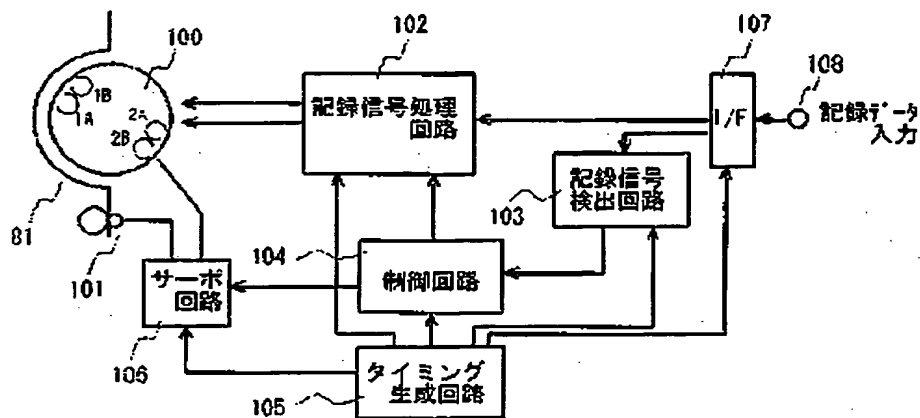 100
102
107
108
1B
1A
2A
2B
記録信号処理
回路
I/F
記録データ
入力
記録信号
検出回路
103
81
101
104
制御回路
サーボ
回路
106
タイミング
生成回路
105